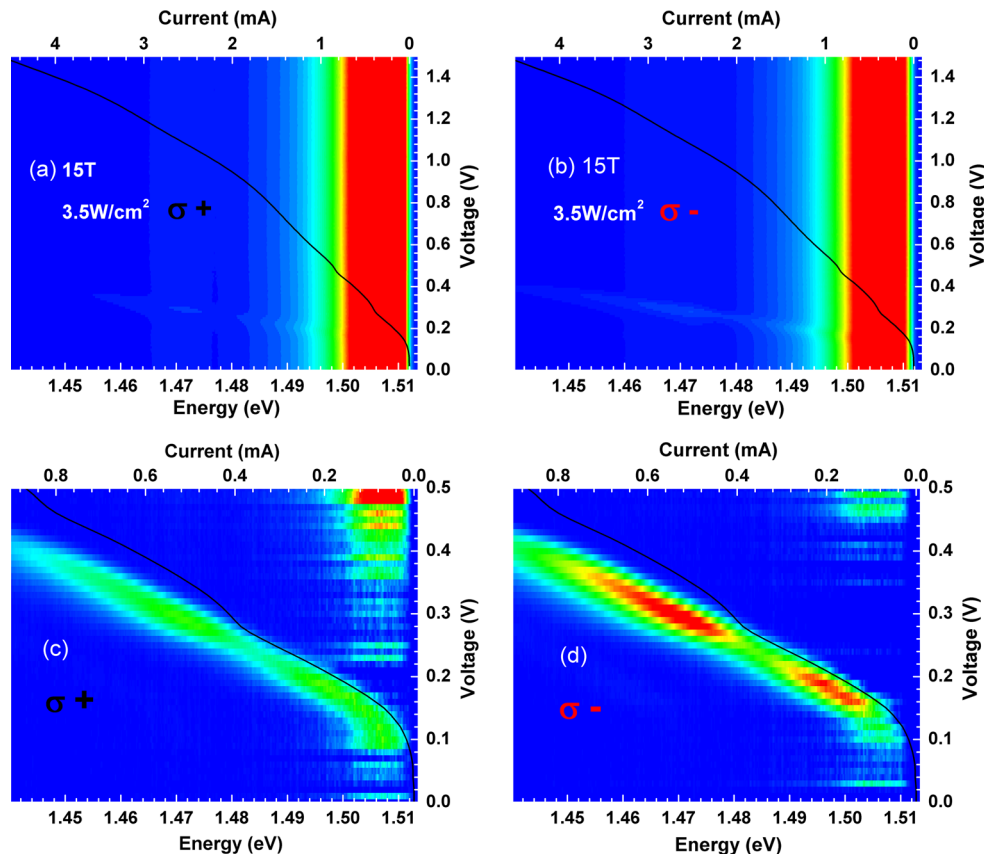 Current (mA)
4 3 2 1 0
1.4
1.2
1.0
0.8
0.6
0.4
0.2
0.0
Voltage (V)
(a) 15T
3.5W/cm²
σ +
1.45 1.46 1.47 1.48 1.49 1.50 1.51
Energy (eV)
Current (mA)
4 3 2 1 0
1.4
1.2
1.0
0.8
0.6
0.4
0.2
0.0
Voltage (V)
(b) 15T
3.5W/cm²
σ -
1.45 1.46 1.47 1.48 1.49 1.50 1.51
Energy (eV)
Current (mA)
0.8 0.6 0.4 0.2 0.0
0.5
0.4
0.3
0.2
0.1
0.0
Voltage (V)
(c)
σ +
1.45 1.46 1.47 1.48 1.49 1.50 1.51
Energy (eV)
Current (mA)
0.8 0.6 0.4 0.2 0.0
0.5
0.4
0.3
0.2
0.1
0.0
Voltage (V)
(d)
σ -
1.45 1.46 1.47 1.48 1.49 1.50 1.51
Energy (eV)